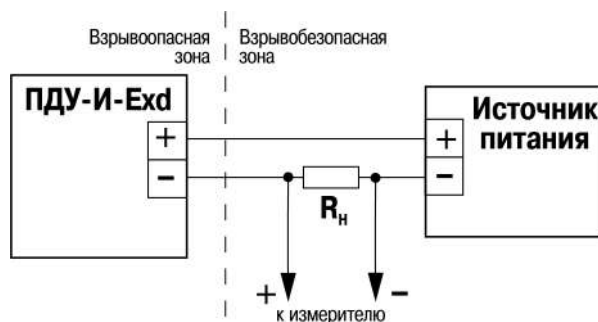 Взрывоопасная
зона
Взрывобезопасная
зона
ПДУ-И-Exd
+
−
Источник
питания
+
−
Rн
+
−
к измерителю